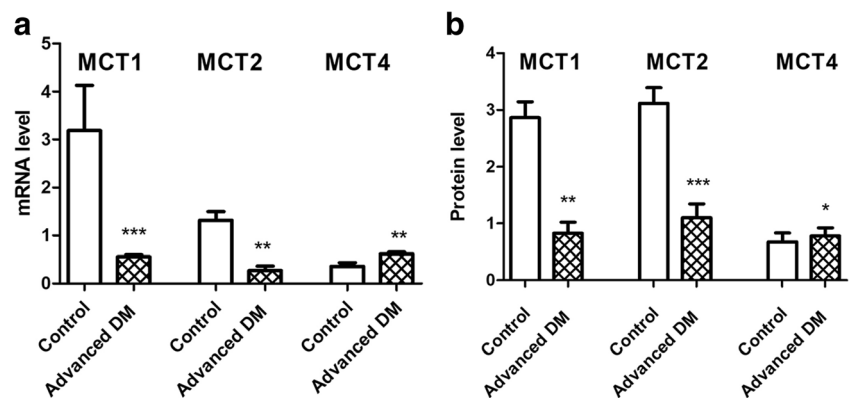 a
mRNA level
5
4
3
2
1
0
MCT1
MCT2
MCT4
***
**
**
Control
Advanced DM
Control
Advanced DM
Control
Advanced DM
b
Protein level
4
3
2
1
0
MCT1
MCT2
MCT4
**
***
*
Control
Advanced DM
Control
Advanced DM
Control
Advanced DM